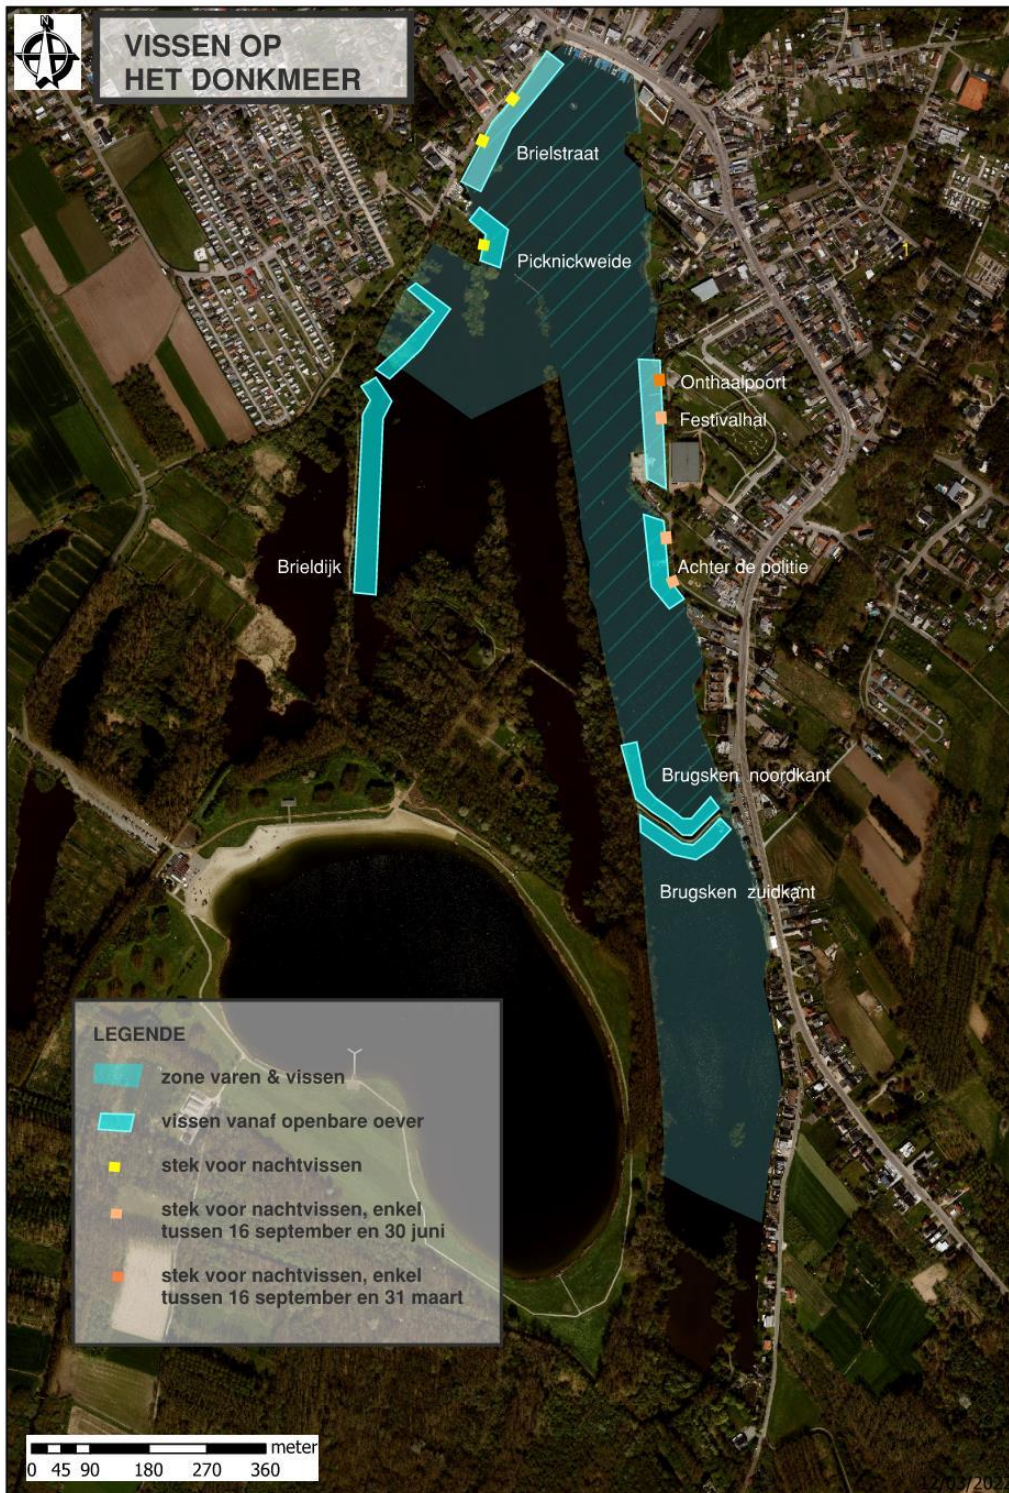 N
VISSEN OP
HET DONKMEER
Brielstraat
1
Picknickweide
Onthaalpoort
Festivalhal
Brieldijk
Achter de politie
Brugsken noordkant
Brugsken zuidkant
LEGENDE
zone varen & vissen
vissen vanaf openbare oever
stek voor nachtvissen
stek voor nachtvissen, enkel
tussen 16 september en 30 juni
stek voor nachtvissen, enkel
tussen 16 september en 31 maart
meter
0 45 90 180 270 360